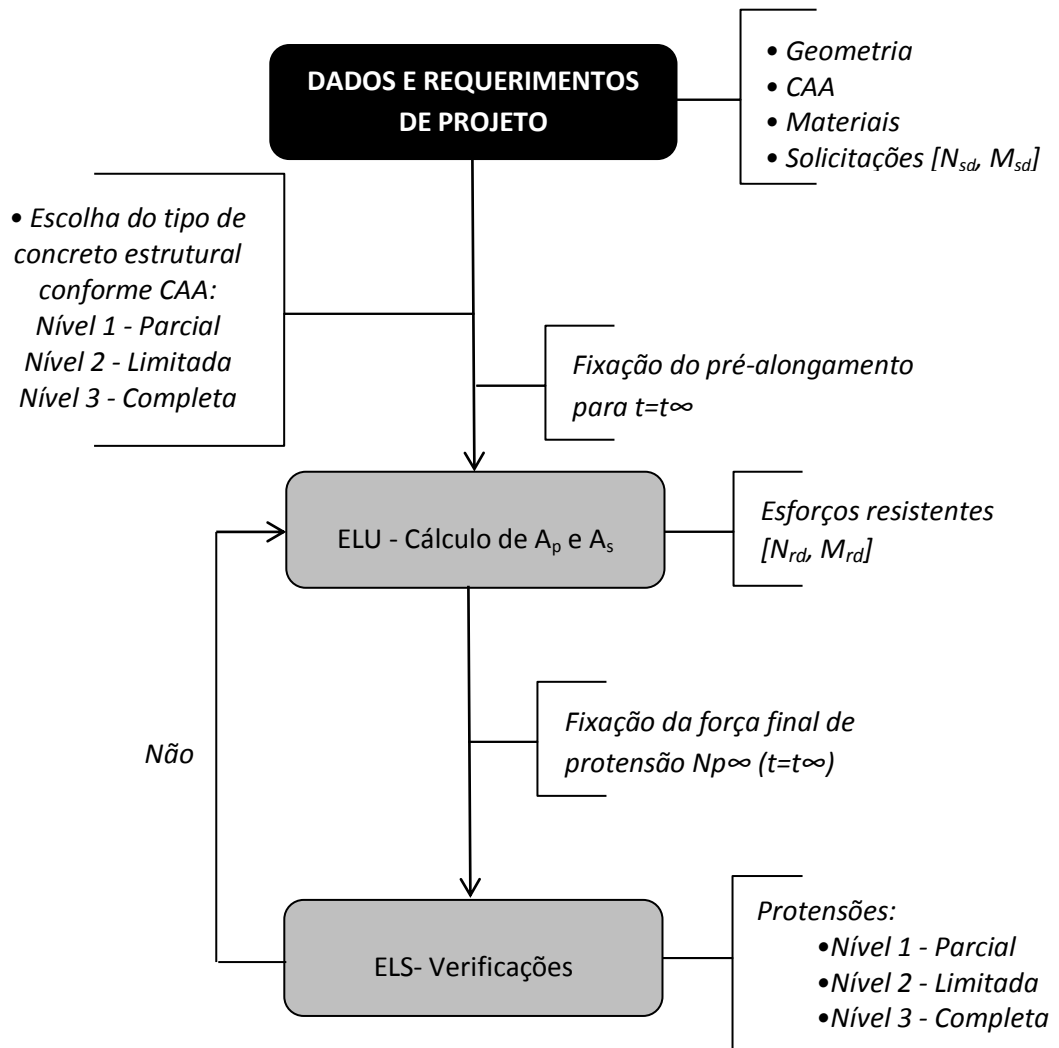 DADOS E REQUERIMENTOS
DE PROJETO
• Geometria
• CAA
• Materiais
• Solicitações [Nsd, Msd]
• Escolha do tipo de
concreto estrutural
conforme CAA:
Nível 1 - Parcial
Nível 2 - Limitada
Nível 3 - Completa
Fixação do pré-alongamento
para t=t∞
ELU - Cálculo de Ap e As
Esforços resistentes
[Nrd, Mrd]
Não
Fixação da força final de
protensão Np∞ (t=t∞)
ELS- Verificações
Protensões:
•Nível 1 - Parcial
•Nível 2 - Limitada
•Nível 3 - Completa